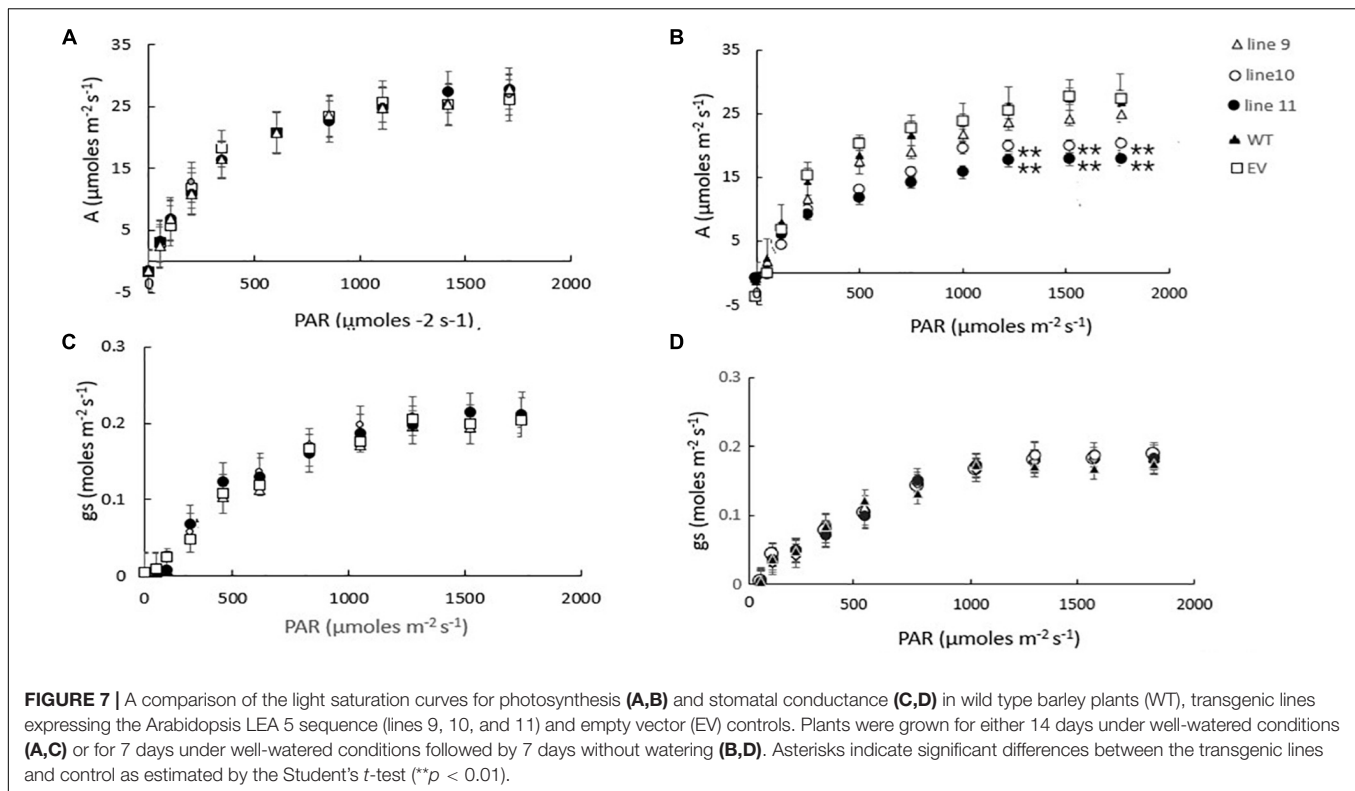 A
35
25
15
5
-5
A (µmoles m⁻² s⁻¹)
0
500
1000
1500
2000
PAR (µmoles -2 s-1)
B
35
25
15
5
-5
A (µmoles m⁻² s⁻¹)
**
**
**
**
**
**
0
500
1000
1500
2000
PAR (µmoles m⁻² s⁻¹)
line 9
line10
line 11
WT
EV
C
0.3
0.2
0.1
0
gs (moles m⁻² s⁻¹)
0
500
1000
1500
2000
PAR (µmoles m⁻² s⁻¹)
D
0.3
0.2
0.1
0
gs (moles m⁻² s⁻¹)
0
500
1000
1500
2000
PAR (µmoles m⁻² s⁻¹)
FIGURE 7 | A comparison of the light saturation curves for photosynthesis (A,B) and stomatal conductance (C,D) in wild type barley plants (WT), transgenic lines
expressing the Arabidopsis LEA 5 sequence (lines 9, 10, and 11) and empty vector (EV) controls. Plants were grown for either 14 days under well-watered conditions
(A,C) or for 7 days under well-watered conditions followed by 7 days without watering (B,D). Asterisks indicate significant differences between the transgenic lines
and control as estimated by the Student's t-test (**p < 0.01).